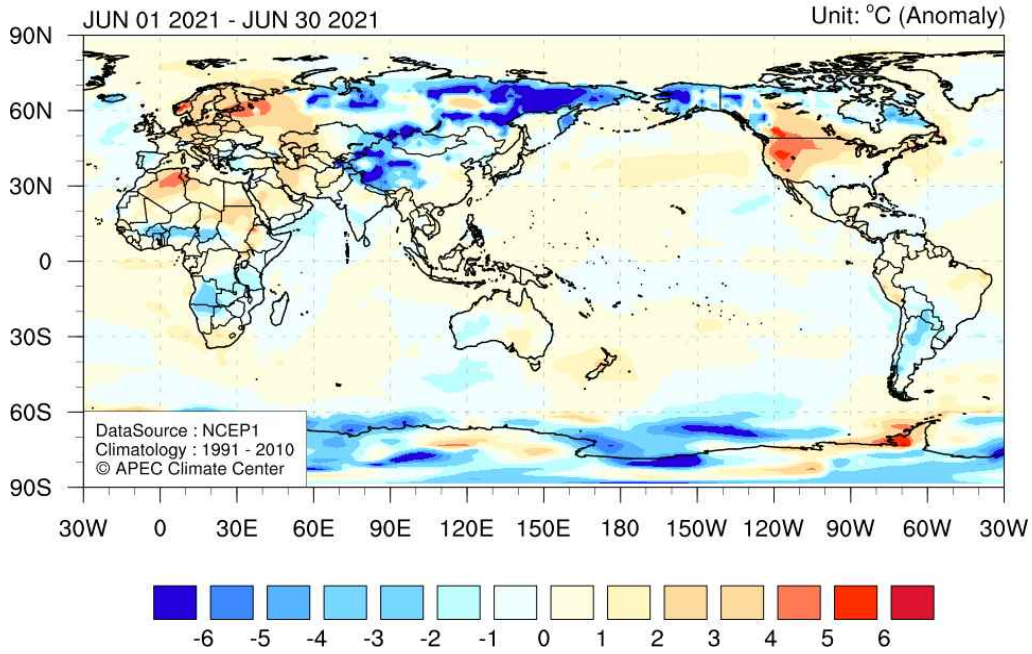 JUN 01 2021 - JUN 30 2021
Unit: °C (Anomaly)
90N
60N
30N
0
30S
60S
90S
DataSource : NCEP1
Climatology : 1991 - 2010
© APEC Climate Center
30W 0 30E 60E 90E 120E 150E 180 150W 120W 90W 60W 30W
-6 -5 -4 -3 -2 -1 0 1 2 3 4 5 6